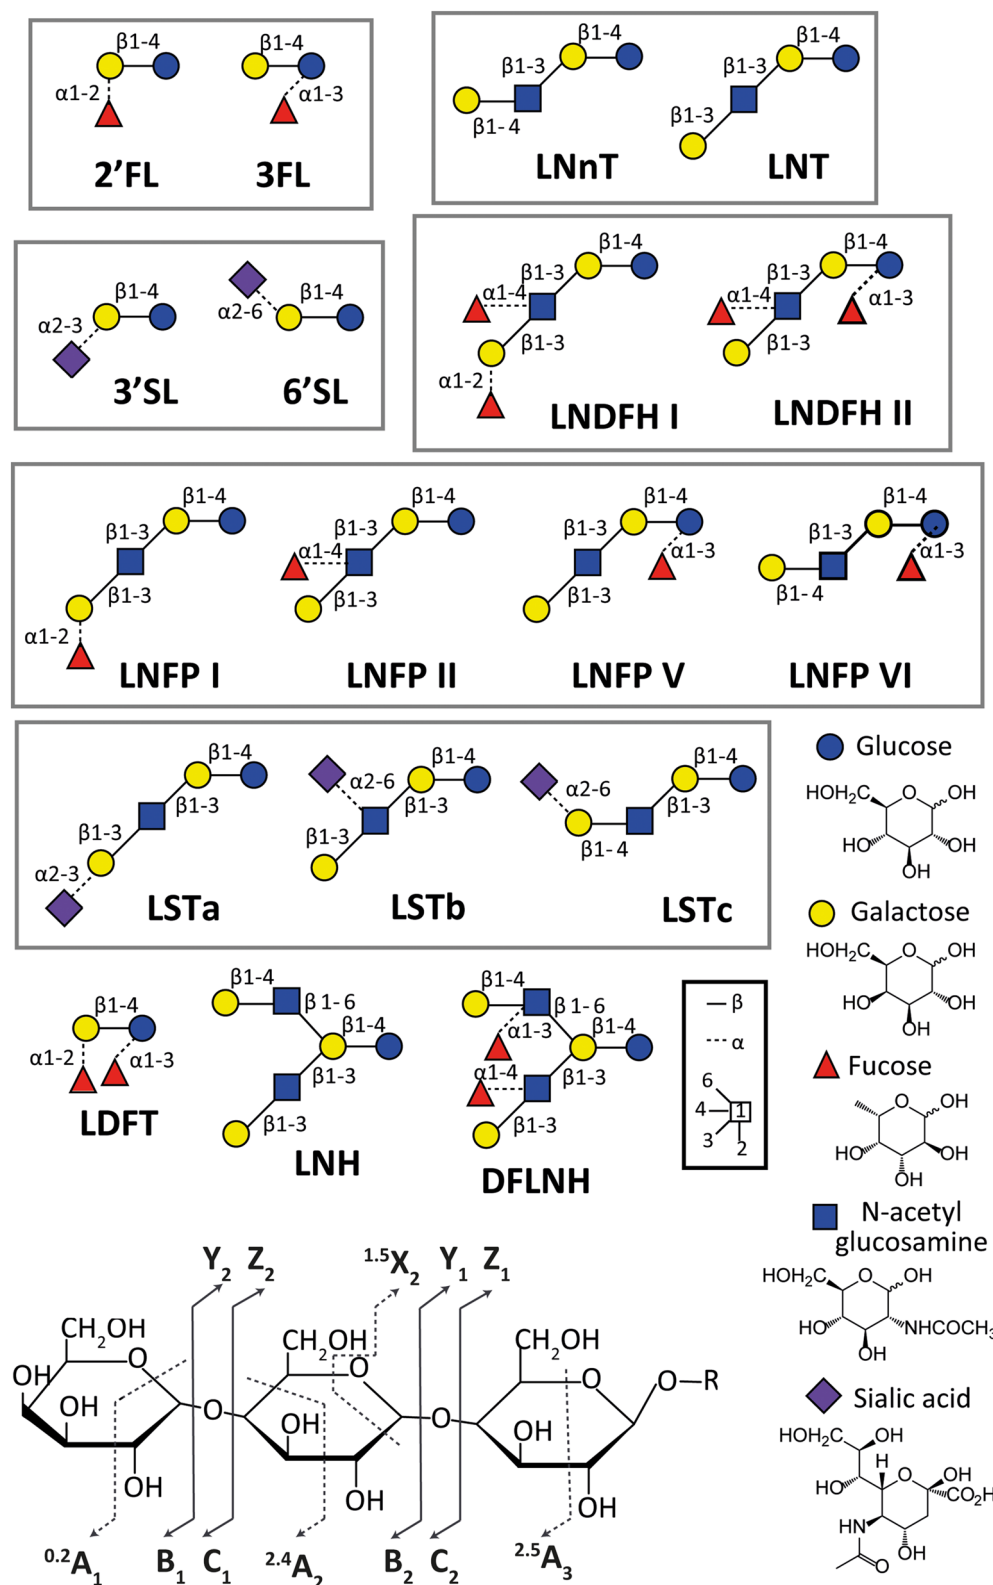 β1-4
α1-2
2’FL
β1-4
α1-3
3FL
β1-4
β1-3
β1- 4
LNnT
β1-4
β1-3
β1-3
LNT
β1-4
α2-3
3’SL
β1-4
α2-6
6’SL
β1-4
β1-3
α1-4
β1-3
α1-2
LNDFH I
β1-4
β1-3
α1-4
α1-3
β1-3
LNDFH II
β1-4
β1-3
β1-3
α1-2
LNFP I
β1-4
β1-3
α1-4
β1-3
LNFP II
β1-4
β1-3
α1-3
β1-3
LNFP V
β1-4
β1-3
α1-3
β1- 4
LNFP VI
β1-4
β1-3
β1-3
α2-3
LSTa
β1-4
α2-6
β1-3
β1-3
LSTb
β1-4
α2-6
β1-3
β1- 4
LSTc
Glucose
HOH₂C
O
OH
HO
OH
OH
Galactose
HOH₂C
O
OH
OH
OH
OH
Fucose
O
OH
HO
OH
OH
N-acetyl
glucosamine
HOH₂C
O
OH
HO
NHCOCH₃
OH
Sialic acid
HOH₂C
OH
H
HO
O
OH
CO₂H
HN
OH
O
β1-4
α1-2
α1-3
LDFT
β1-4
β 1- 6
β1-4
β1-3
β1-3
LNH
β1-4
β 1- 6
α1-3
β1-4
α1-4
β1-3
β1-3
DFLNH
β
α
6
4
1
3
2
Y₂
Z₂
¹·⁵X₂
Y₁
Z₁
CH₂OH
O
OH
OH
OH
O
CH₂OH
O
OH
OH
O
CH₂OH
O
OH
OH
O
R
⁰·²A₁
B₁
C₁
²·⁴A₂
B₂
C₂
²·⁵A₃